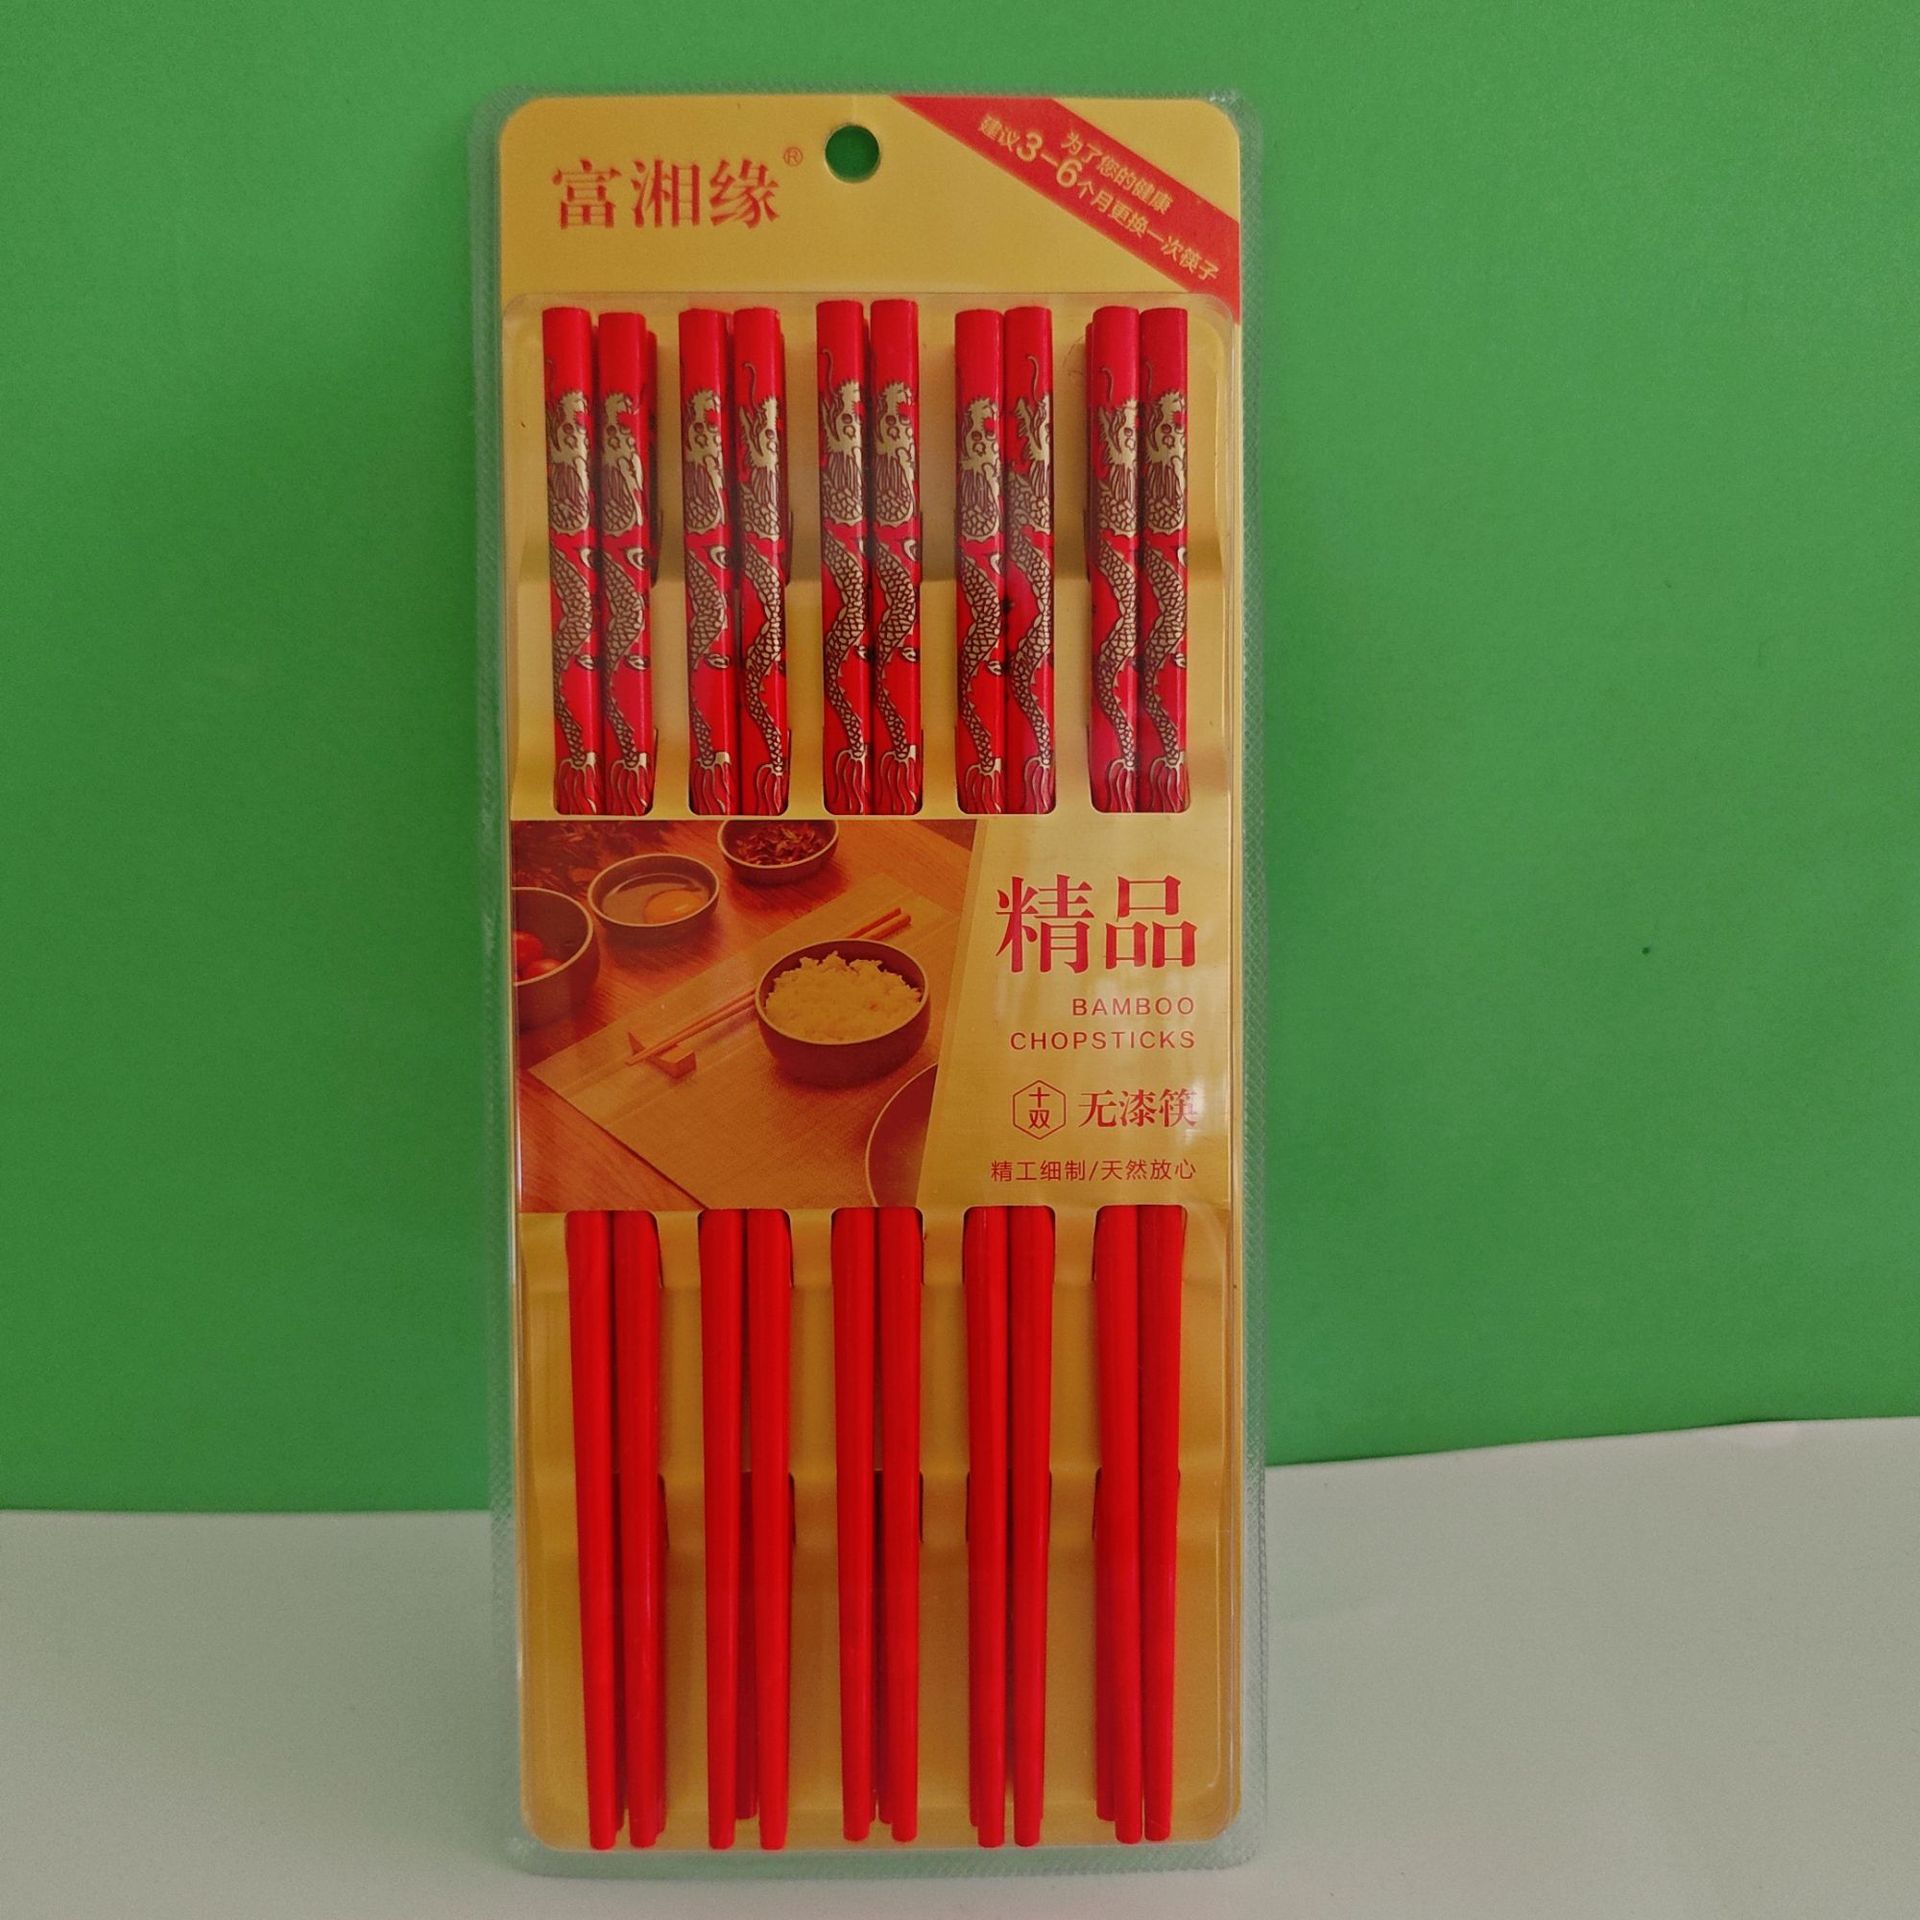 富湘缘®
为了您的健康
建议3-6个月更换一次筷子
精品
BAMBOO
CHOPSTICKS
十双 无漆筷
精工细制/天然放心